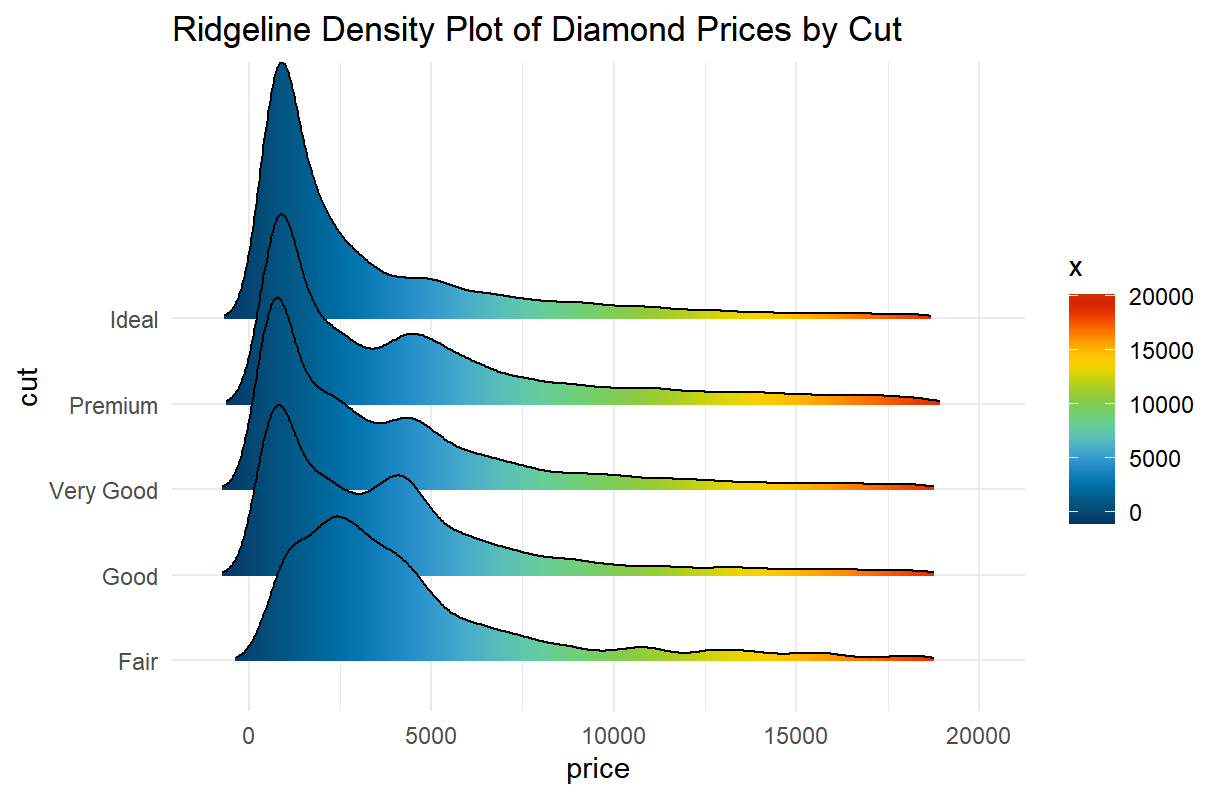 Ridgeline Density Plot of Diamond Prices by Cut
cut
Ideal
Premium
Very Good
Good
Fair
0 5000 10000 15000 20000
price
x
20000
15000
10000
5000
0